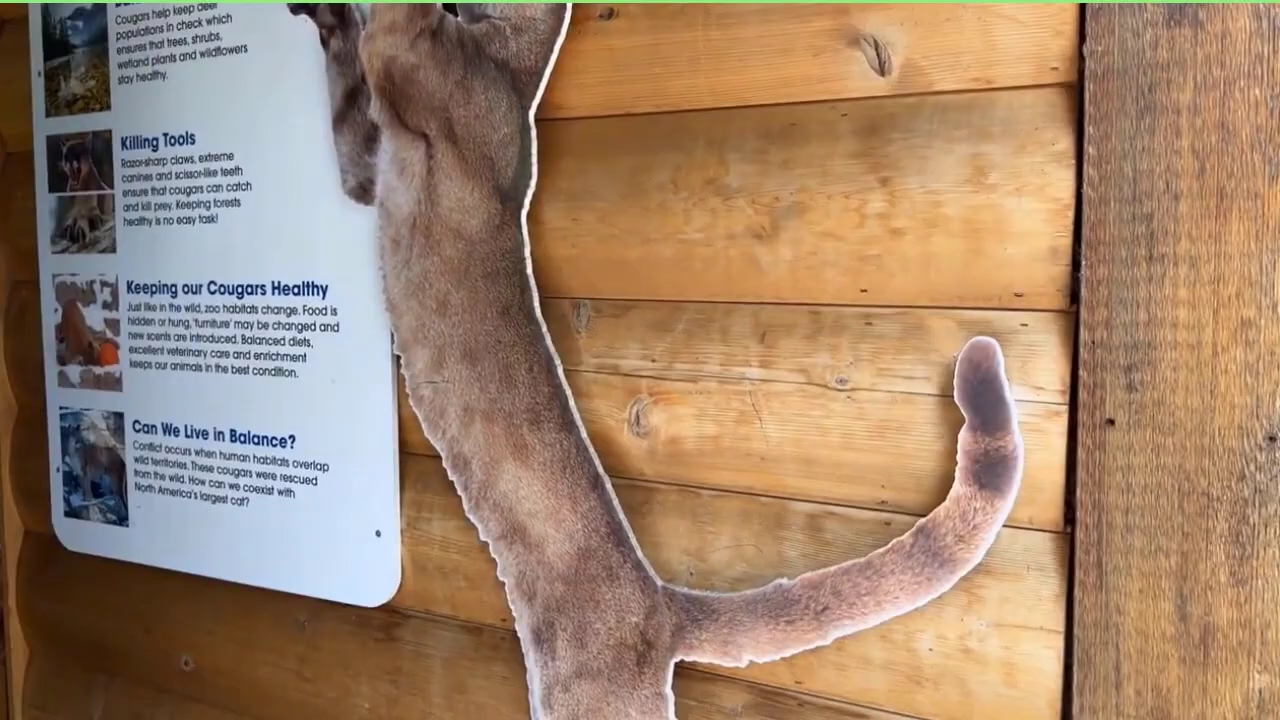 Cougars help keep deer
populations in check which
ensures that trees, shrubs,
wetland plants and wildflowers
stay healthy.
Killing Tools
Razor-sharp claws, extreme
canines and scissor-like teeth
ensure that cougars can catch
and kill prey. Keeping forests
healthy is no easy task!
Keeping our Cougars Healthy
Just like in the wild, zoo habitats change. Food is
hidden or hung, 'furniture' may be changed and
new scents are introduced. Balanced diets,
excellent veterinary care and enrichment
keeps our animals in the best condition.
Can We Live in Balance?
Conflict occurs when human habitats overlap
wild territories. These cougars were rescued
from the wild. How can we coexist with
North America's largest cat?